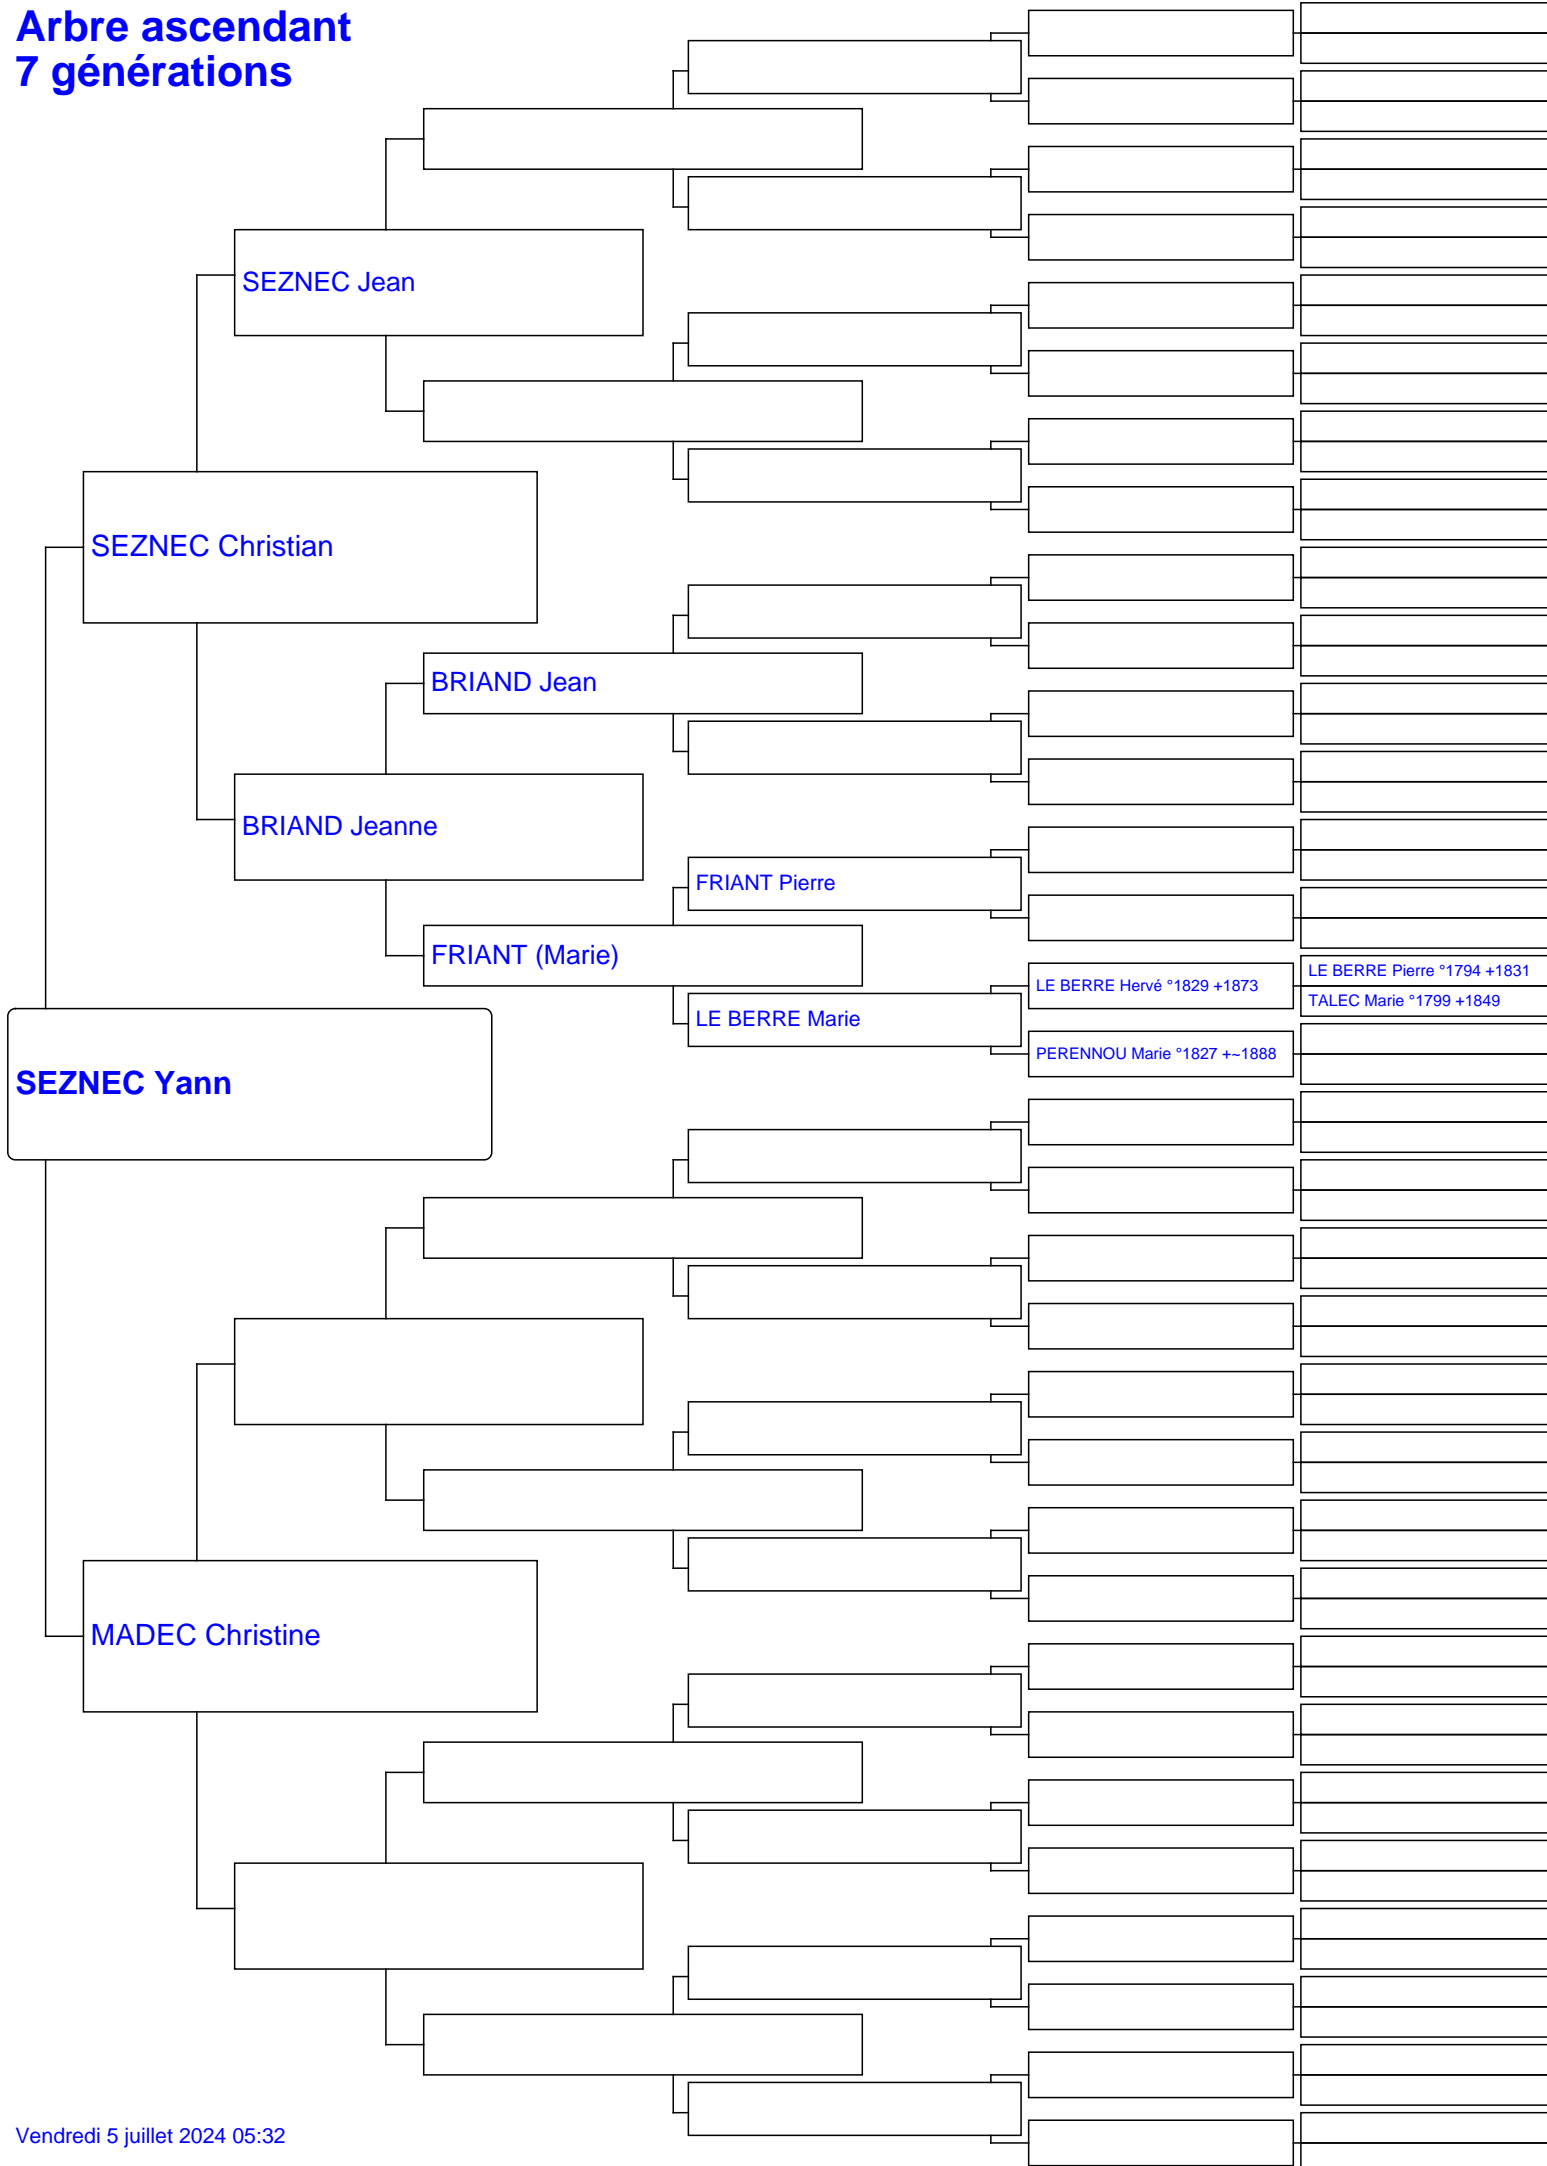 Arbre ascendant
7 générations
SEZNEC Jean
SEZNEC Christian
BRIAND Jean
BRIAND Jeanne
FRIANT Pierre
FRIANT (Marie)
LE BERRE Pierre °1794 +1831
LE BERRE Hervé °1829 +1873
TALEC Marie °1799 +1849
LE BERRE Marie
PERENNOU Marie °1827 +~1888
SEZNEC Yann
MADEC Christine
Vendredi 5 juillet 2024 05:32